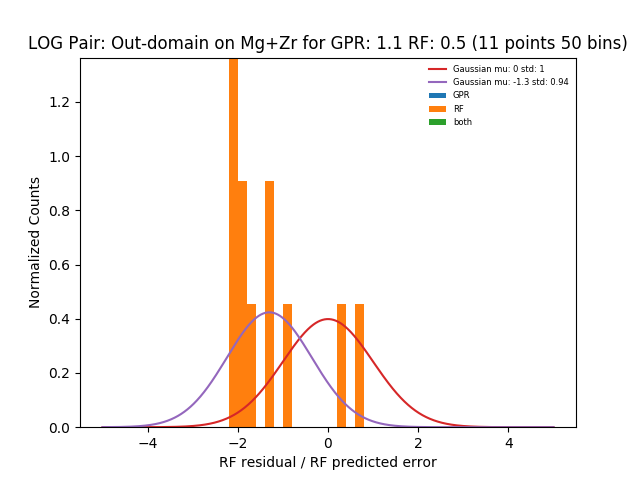 LOG Pair: Out-domain on Mg+Zr for GPR: 1.1 RF: 0.5 (11 points 50 bins)
Gaussian mu: 0 std: 1
Gaussian mu: -1.3 std: 0.94
GPR
RF
both
1.2
1.0
0.8
0.6
0.4
0.2
0.0
Normalized Counts
−4 −2 0 2 4
RF residual / RF predicted error